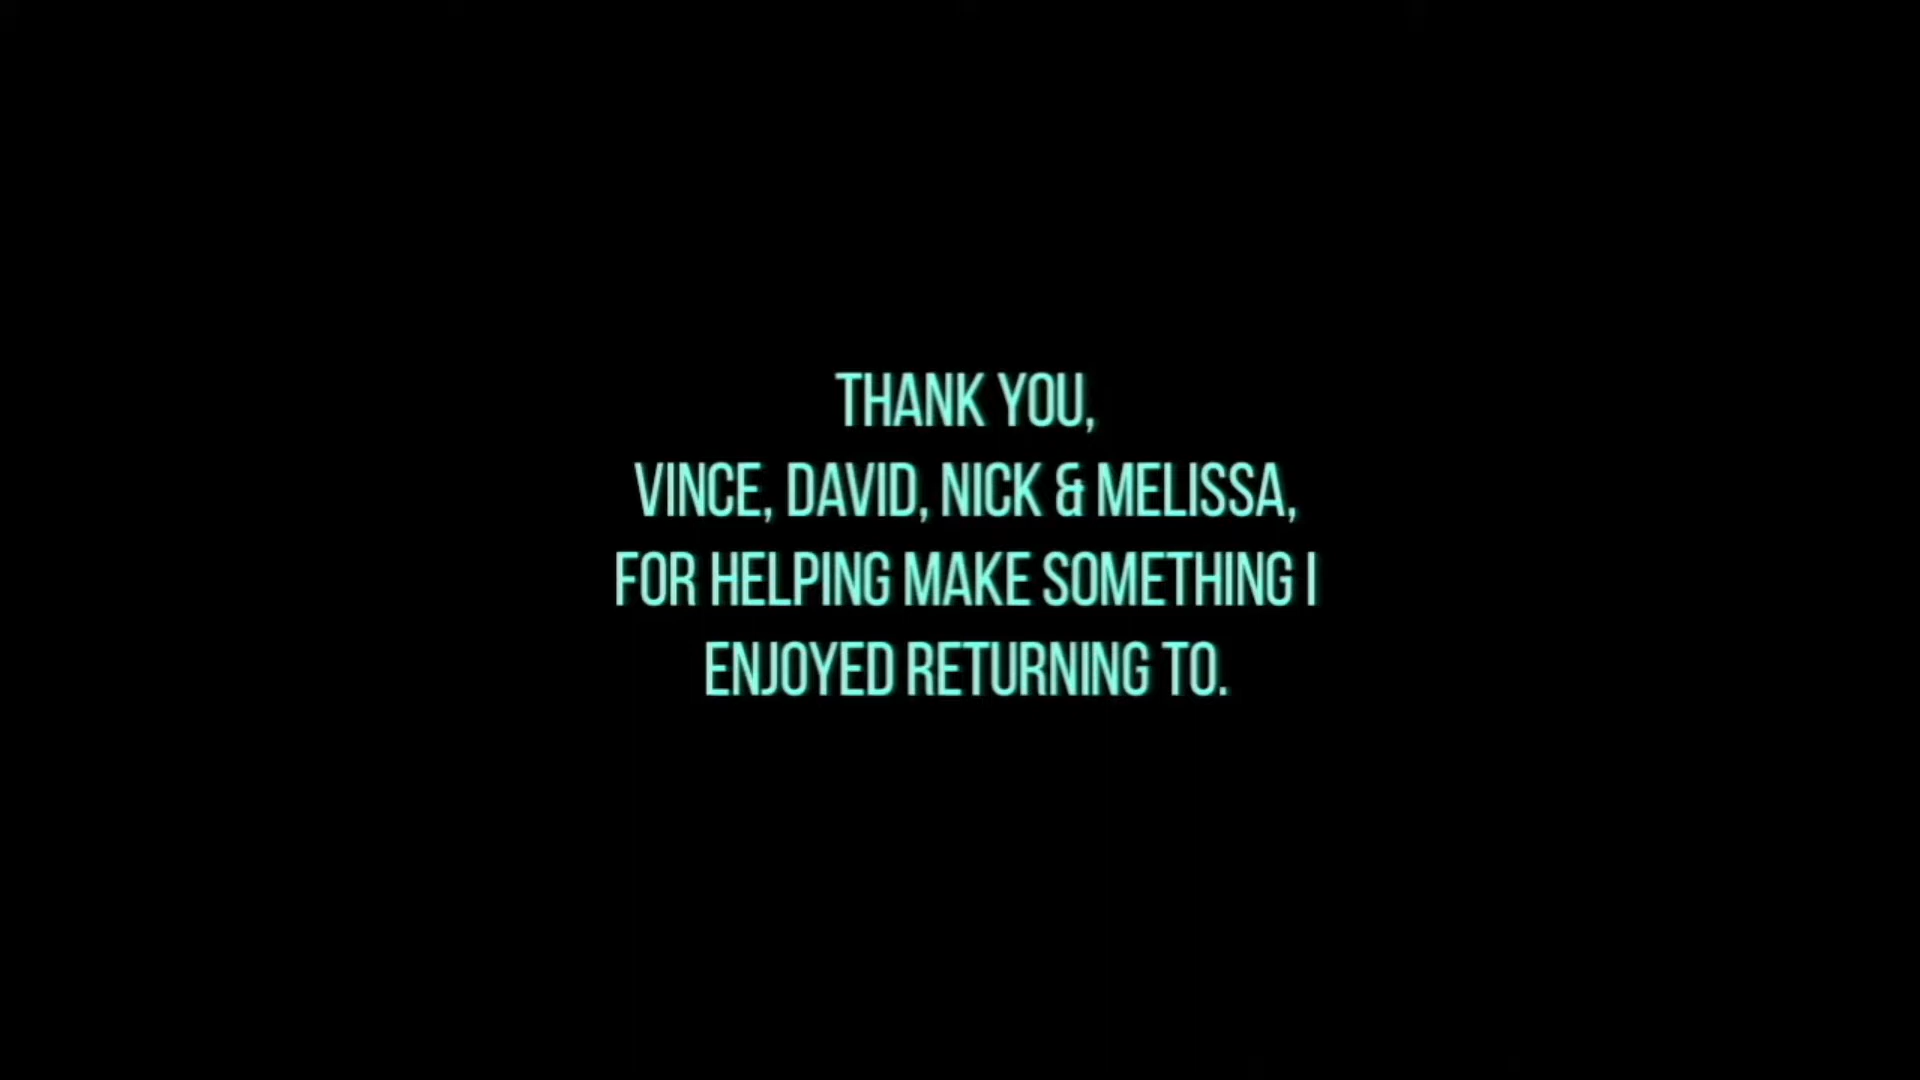 THANK YOU,
VINCE, DAVID, NICK & MELISSA,
FOR HELPING MAKE SOMETHING I
ENJOYED RETURNING TO.